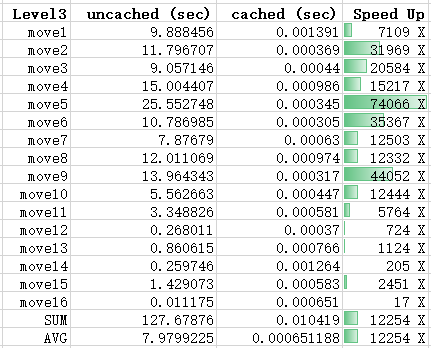 Level3 uncached (sec) cached (sec) Speed Up
move1 9.888456 0.001391 7109 X
move2 11.796707 0.000369 31969 X
move3 9.057146 0.00044 20584 X
move4 15.004407 0.000986 15217 X
move5 25.552748 0.000345 74066 X
move6 10.786985 0.000305 35367 X
move7 7.87679 0.00063 12503 X
move8 12.011069 0.000974 12332 X
move9 13.964343 0.000317 44052 X
move10 5.562663 0.000447 12444 X
move11 3.348826 0.000581 5764 X
move12 0.268011 0.00037 724 X
move13 0.860615 0.000766 1124 X
move14 0.259746 0.001264 205 X
move15 1.429073 0.000583 2451 X
move16 0.011175 0.000651 17 X
SUM 127.67876 0.010419 12254 X
AVG 7.9799225 0.000651188 12254 X